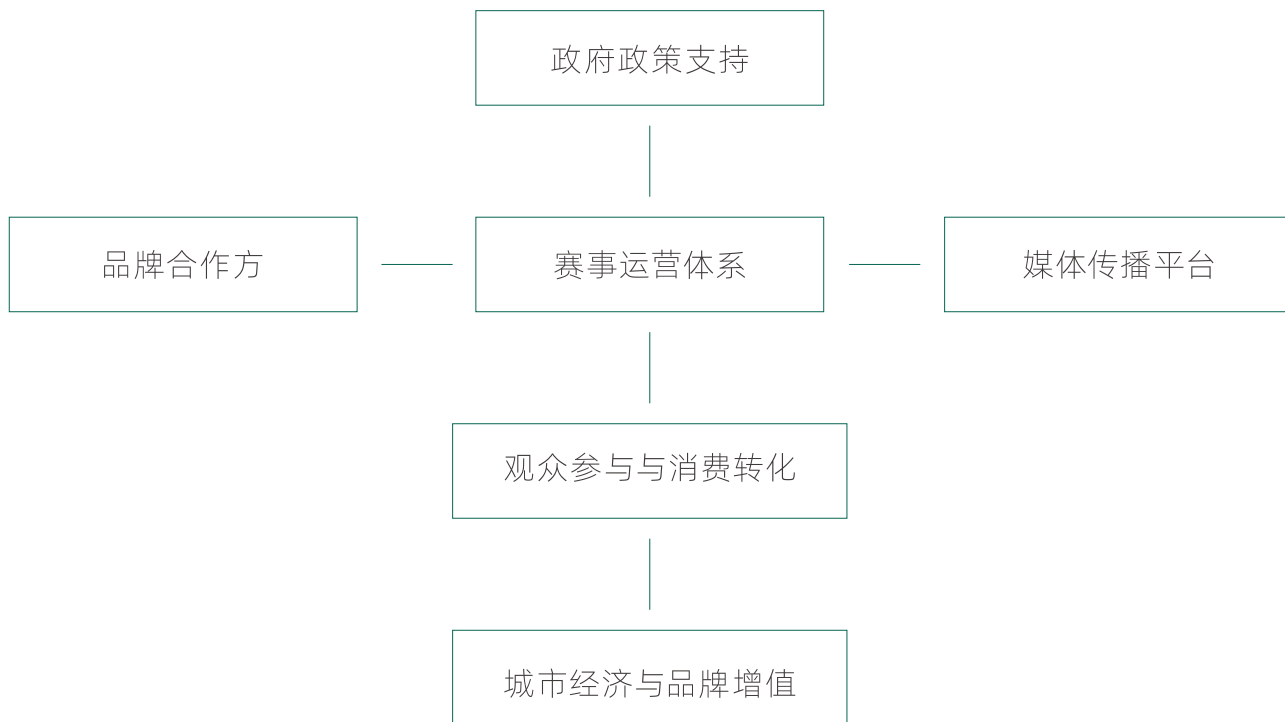 政府政策支持
品牌合作方
赛事运营体系
媒体传播平台
观众参与与消费转化
城市经济与品牌增值